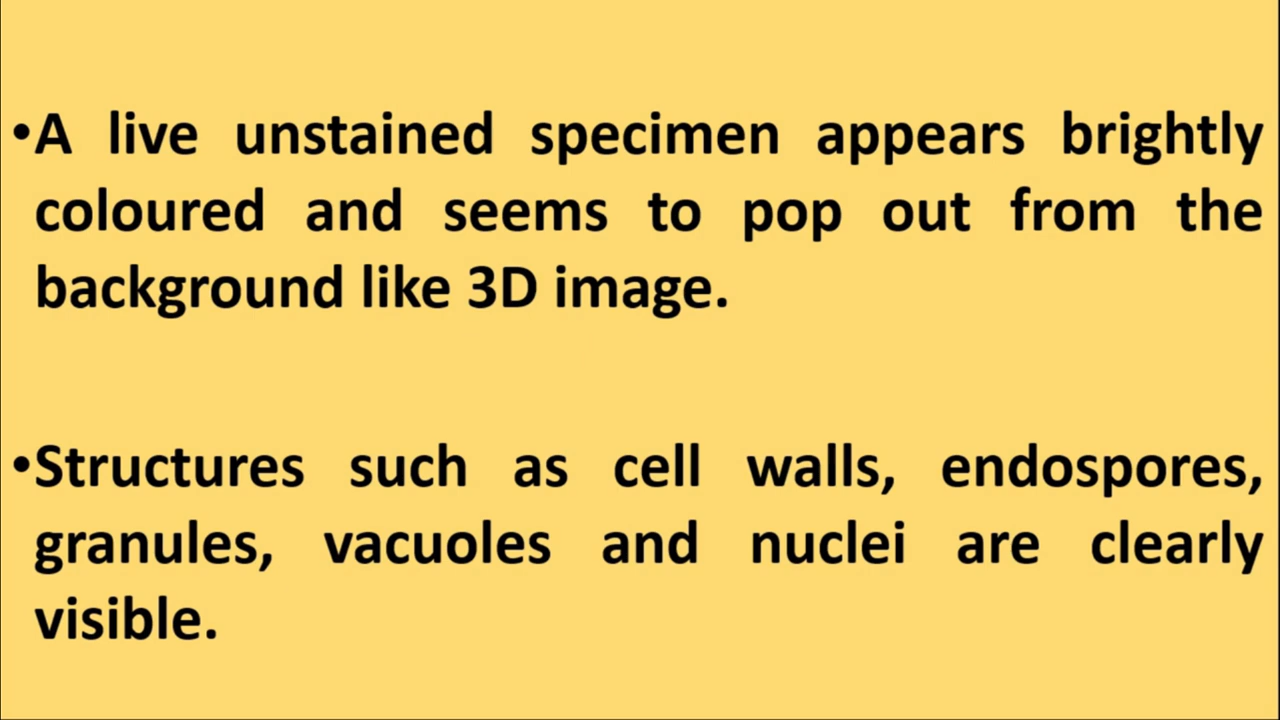 •A live unstained specimen appears brightly
coloured and seems to pop out from the
background like 3D image.
•Structures such as cell walls, endospores,
granules, vacuoles and nuclei are clearly
visible.